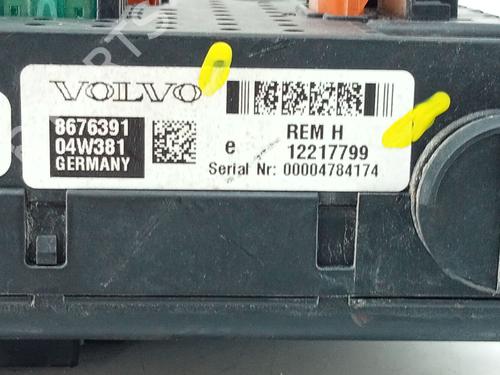 VOLVO
8676391
04W381
GERMANY
REM H
e 12217799
Serial Nr: 00004784174